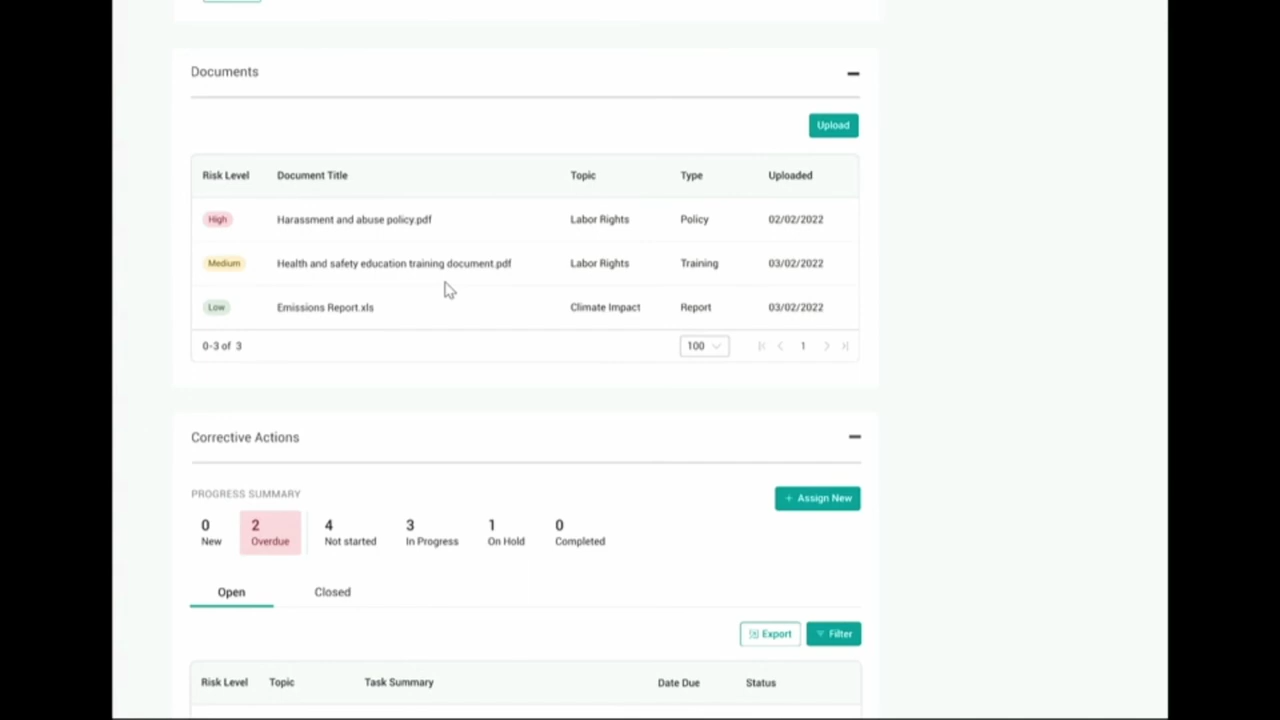 Documents
Upload
Risk Level Document Title Topic Type Uploaded
High Harassment and abuse policy.pdf Labor Rights Policy 02/02/2022
Medium Health and safety education training document.pdf Labor Rights Training 03/02/2022
Low Emissions Report.xls Climate Impact Report 03/02/2022
0-3 of 3 100 1
Corrective Actions
PROGRESS SUMMARY + Assign New
0 2 4 3 1 0
New Overdue Not started In Progress On Hold Completed
Open Closed
Export Filter
Risk Level Topic Task Summary Date Due Status